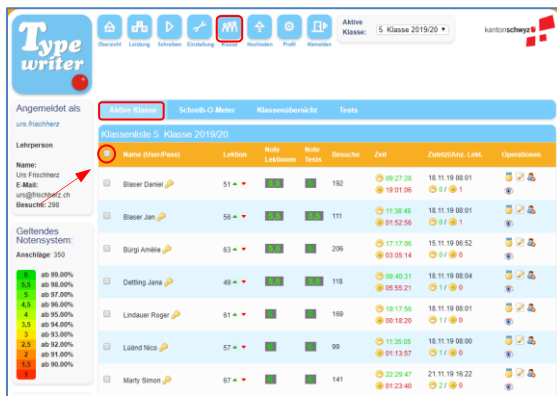 Type
writer
Übersicht Leistung Schreiben Einstellung Klasse Hochladen Profil Abmelden
Aktive
Klasse: 5. Klasse 2019/20
kantonschwyz
Angemeldet als
urs.frischherz
Lehrperson
Name:
Urs Frischherz
E-Mail:
urs@frischherz.ch
Besuche: 298
Geltendes
Notensystem:
Anschläge: 350
6 ab 99.00%
5,5 ab 98.00%
5 ab 97.00%
4,5 ab 96.00%
4 ab 95.00%
3,5 ab 94.00%
3 ab 93.00%
2,5 ab 92.00%
2 ab 91.00%
1,5 ab 90.00%
1
Aktive Klasse Schreib-O-Meter Klassenübersicht Tests
Klassenliste 5. Klasse 2019/20
Name (User/Pass) Lektion Note Lektionen Note Tests Besuche Zeit Zuletzt/Anz. Lekt. Operationen
Blaser Daniel 51 192 09:27:28 18.11.19 08:01
19:01:06 0 / 1
Blaser Jan 56 5,5 111 11:38:49 18.11.19 08:01
01:52:56 0 / 1
Bürgi Amélie 63 206 17:17:06 15.11.19 06:52
03:05:14 0 / 0
Dettling Jana 49 5,5 118 09:40:31 18.11.19 08:04
05:55:21 1 / 0
Lindauer Roger 61 169 19:17:56 18.11.19 08:01
00:18:20 1 / 0
Lüönd Nico 57 99 11:35:05 18.11.19 08:00
01:13:57 1 / 0
Marty Simon 67 141 22:29:47 21.11.19 16:22
01:23:40 2 / 0